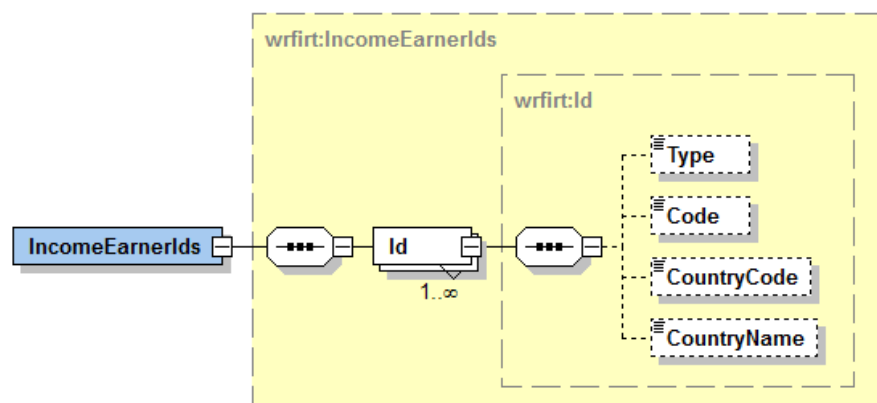 wrfirt:IncomeEarnerIds
wrfirt:Id
Type
Code
IncomeEarnerIds
Id
1..∞
CountryCode
CountryName